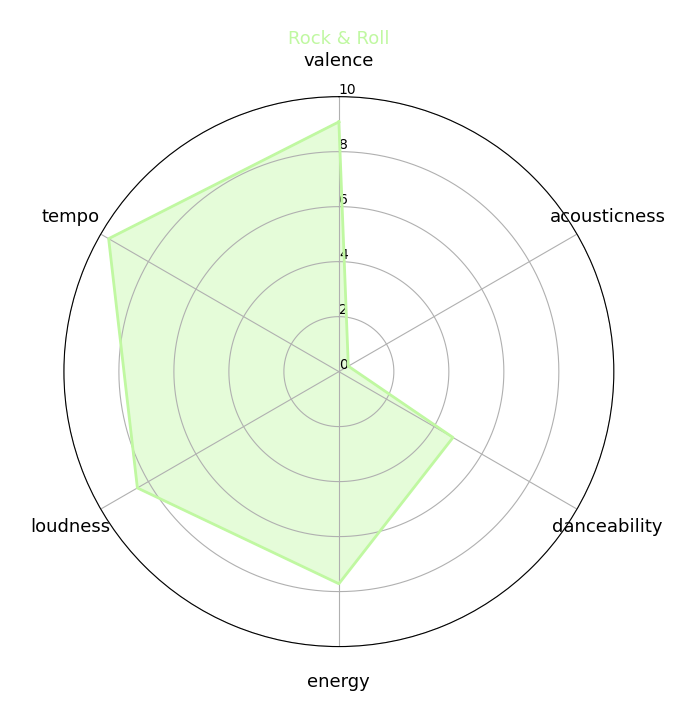 Rock & Roll
valence
10
8
tempo
6
acousticness
4
2
0
loudness
danceability
energy